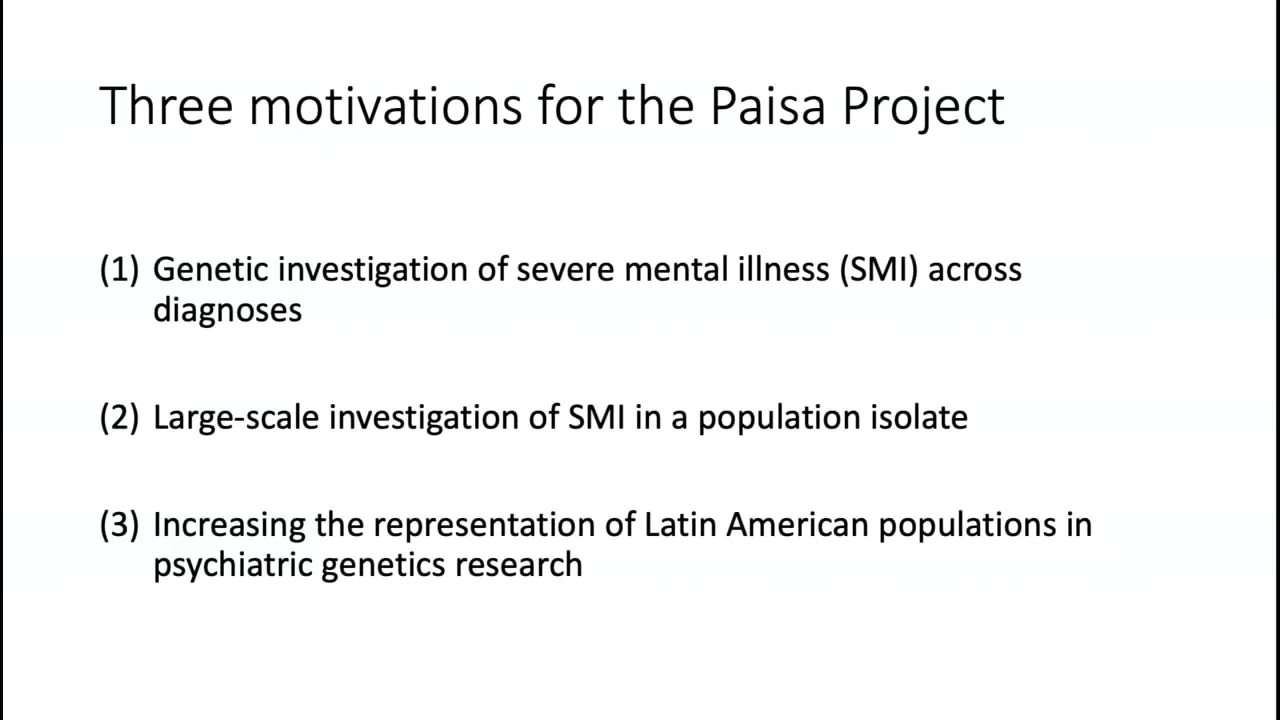 Three motivations for the Paisa Project
(1) Genetic investigation of severe mental illness (SMI) across
diagnoses
(2) Large-scale investigation of SMI in a population isolate
(3) Increasing the representation of Latin American populations in
psychiatric genetics research